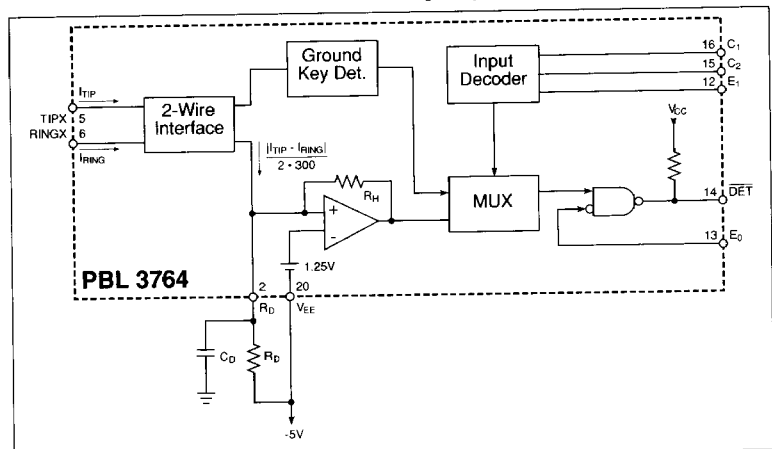 Ground
Key Det.
Input
Decoder
16 C₁
15 C₂
12 E₁
I_TIP
TIPX 5
RINGX 6
I_RING
2-Wire
Interface
|I_TIP - I_RING|
2 • 300
R_H
+
-
MUX
V_CC
14 D̅E̅T̅
13 E₀
1.25V
PBL 3764
2
R_D
20
V_EE
C_D
R_D
-5V